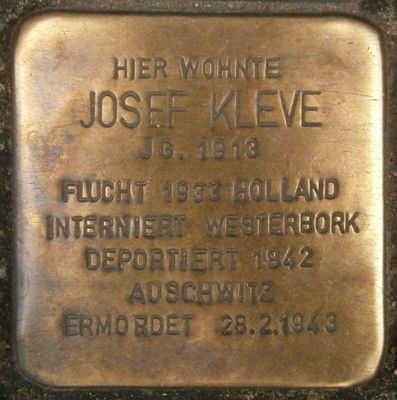 HIER WOHNTE
JOSEF KLEVE
JG. 1913
FLUCHT 1933 HOLLAND
INTERNIERT WESTERBORK
DEPORTIERT 1942
AUSCHWITZ
ERMORDET 28.2.1943